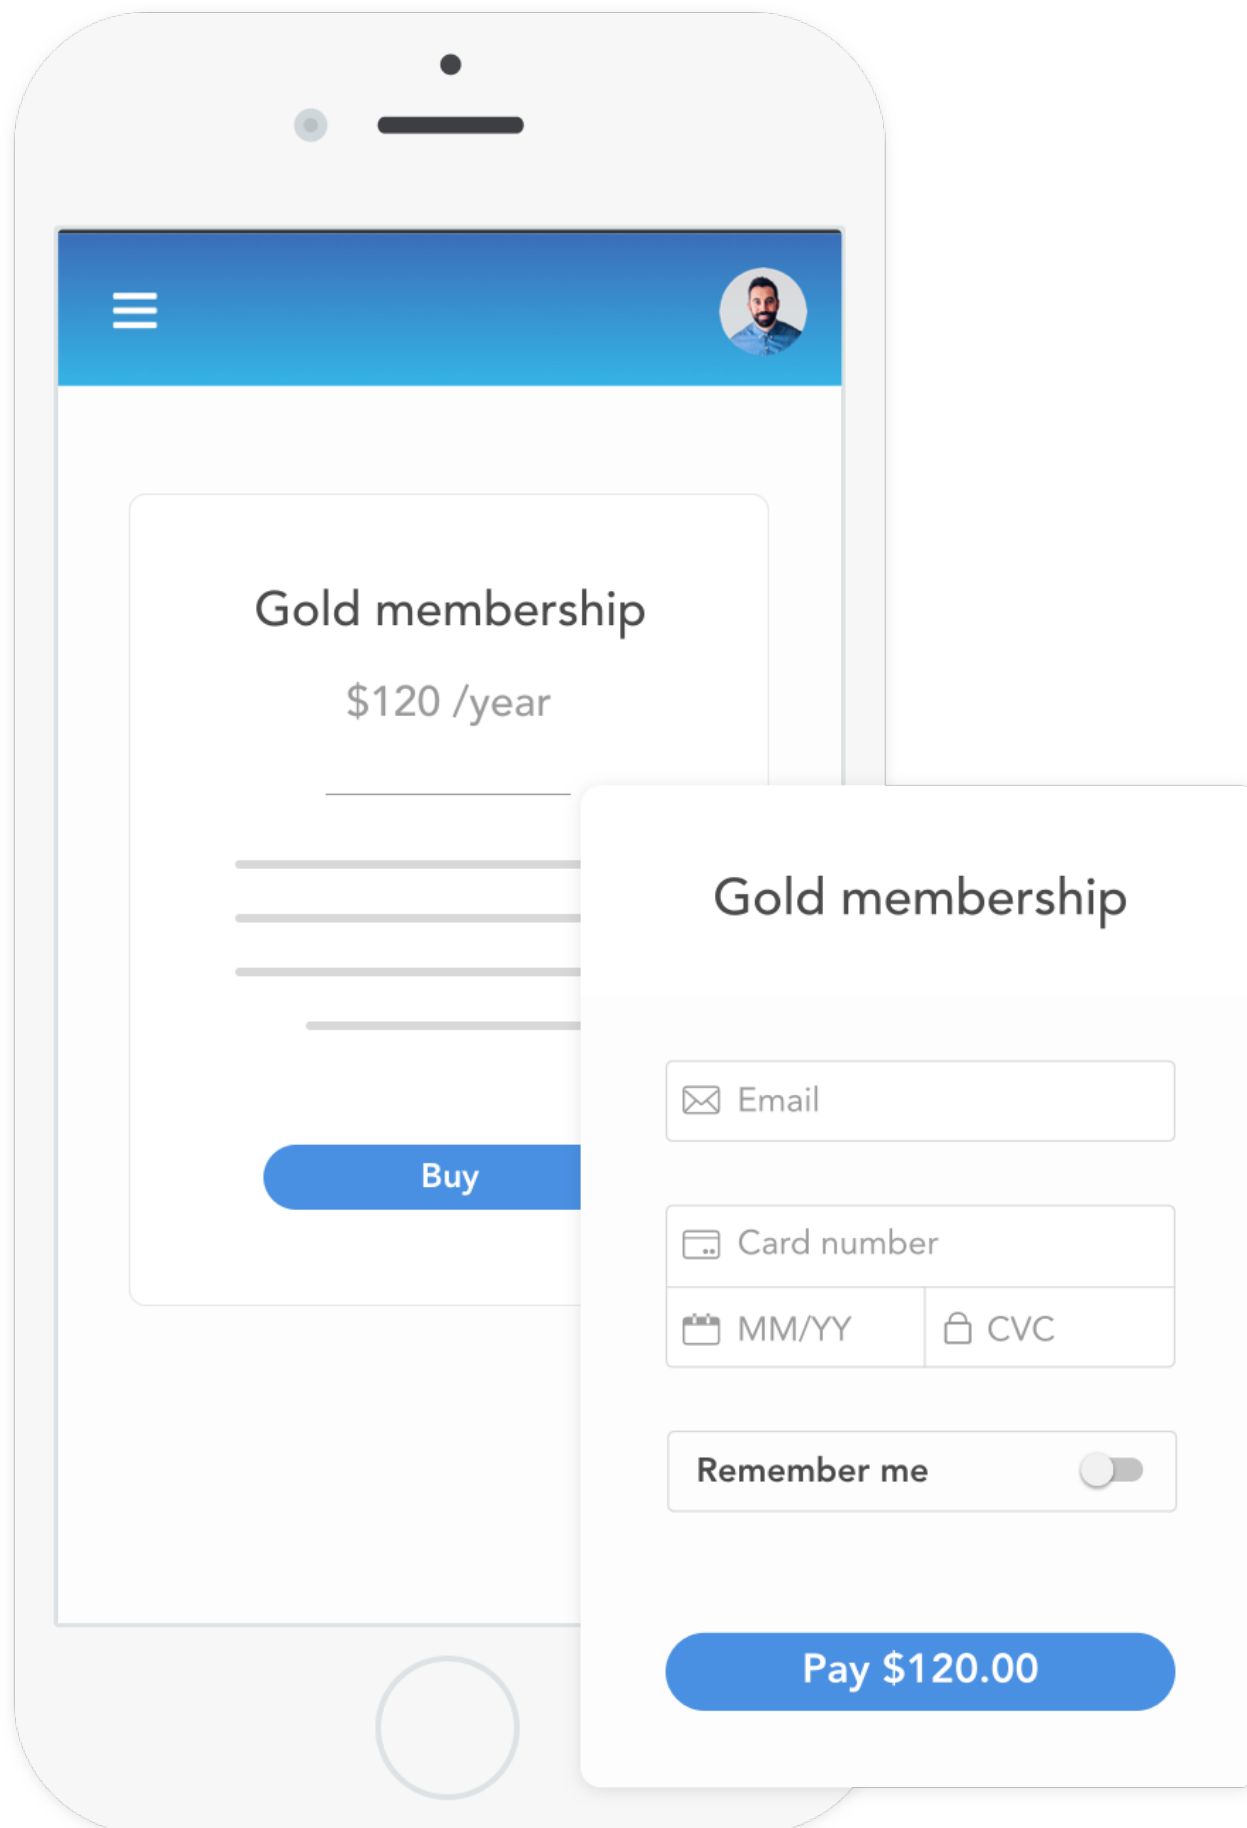 Gold membership
$120 /year
Buy
Gold membership
Email
Card number
MM/YY
CVC
Remember me
Pay $120.00